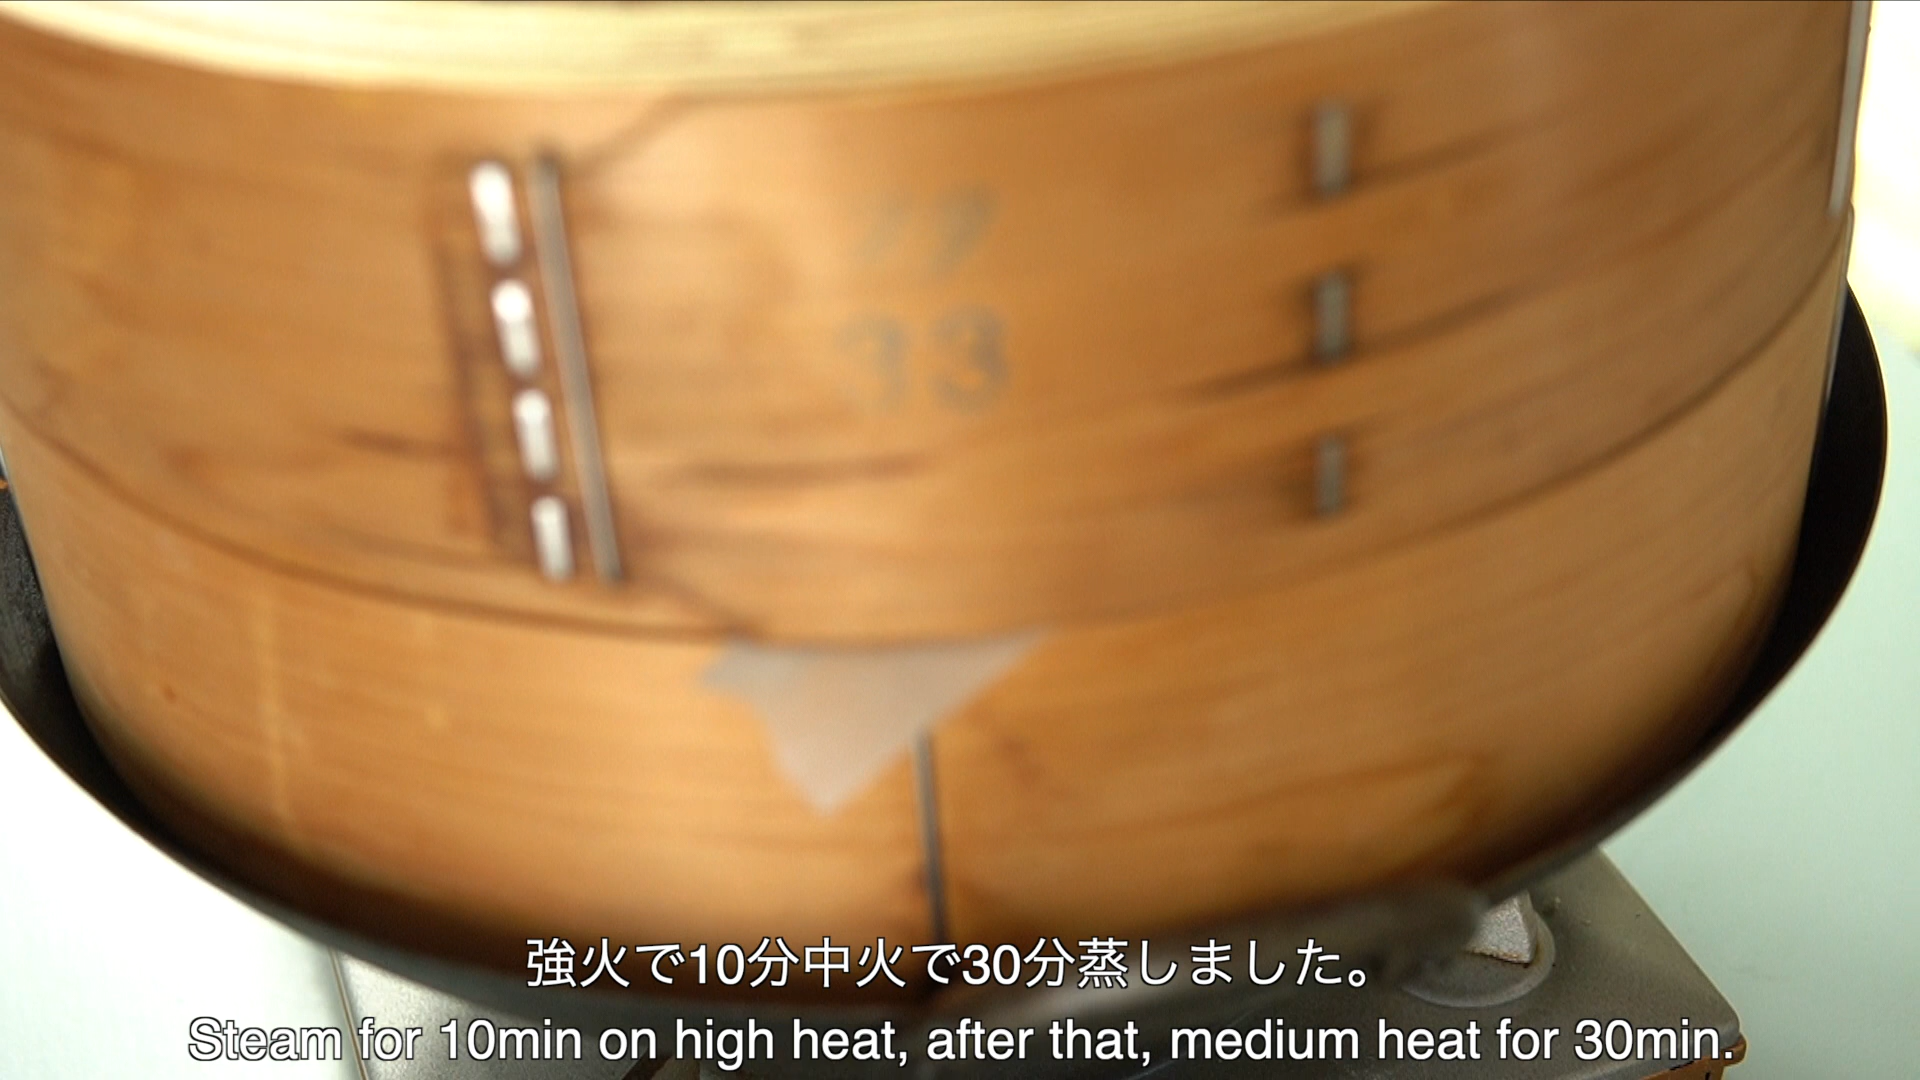 強火で10分中火で30分蒸しました。
Steam for 10min on high heat, after that, medium heat for 30min.